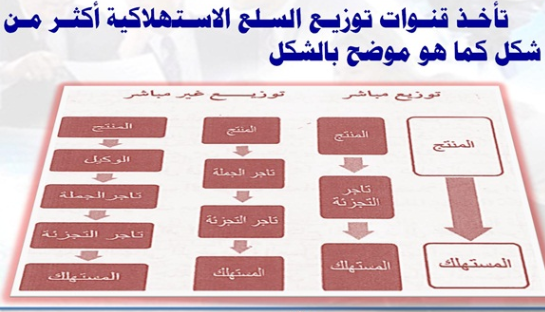 تأخذ قنوات توزيع السلع الاستهلاكية أكثر من
شكل كما هو موضح بالشكل
توزيع مباشر
توزيع غير مباشر
المنتج
المستهلك
المنتج
تاجر
التجزئة
المستهلك
المنتج
تاجر الجملة
تاجر التجزئة
المستهلك
المنتج
الوكيل
تاجر الجملة
تاجر التجزئة
المستهلك